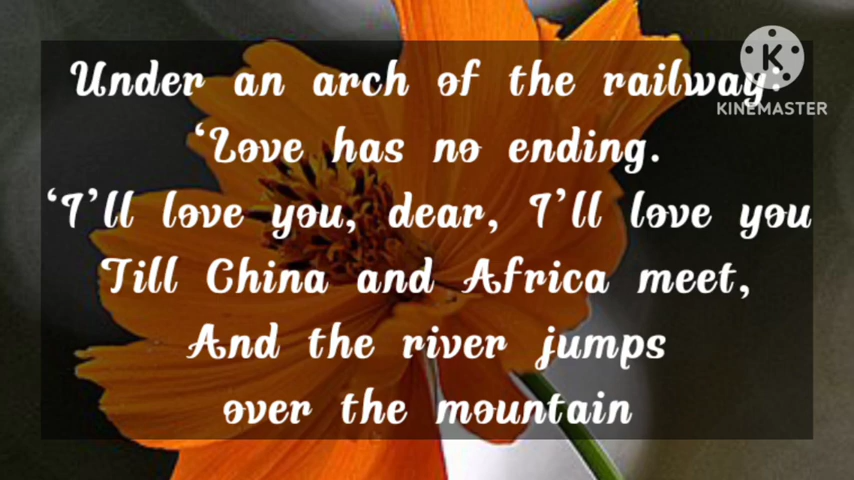 Under an arch of the railway:
‘Love has no ending.
‘I’ll love you, dear, I’ll love you
Till China and Africa meet,
And the river jumps
over the mountain
KINEMASTER